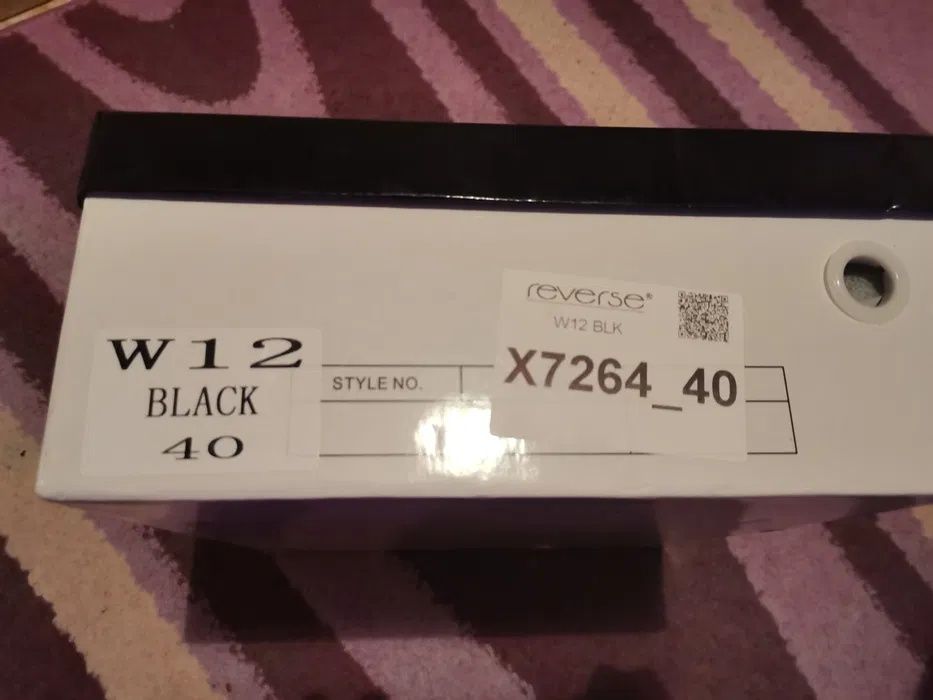 W12
BLACK
40
STYLE NO.
reverse®
W12 BLK
X7264_40